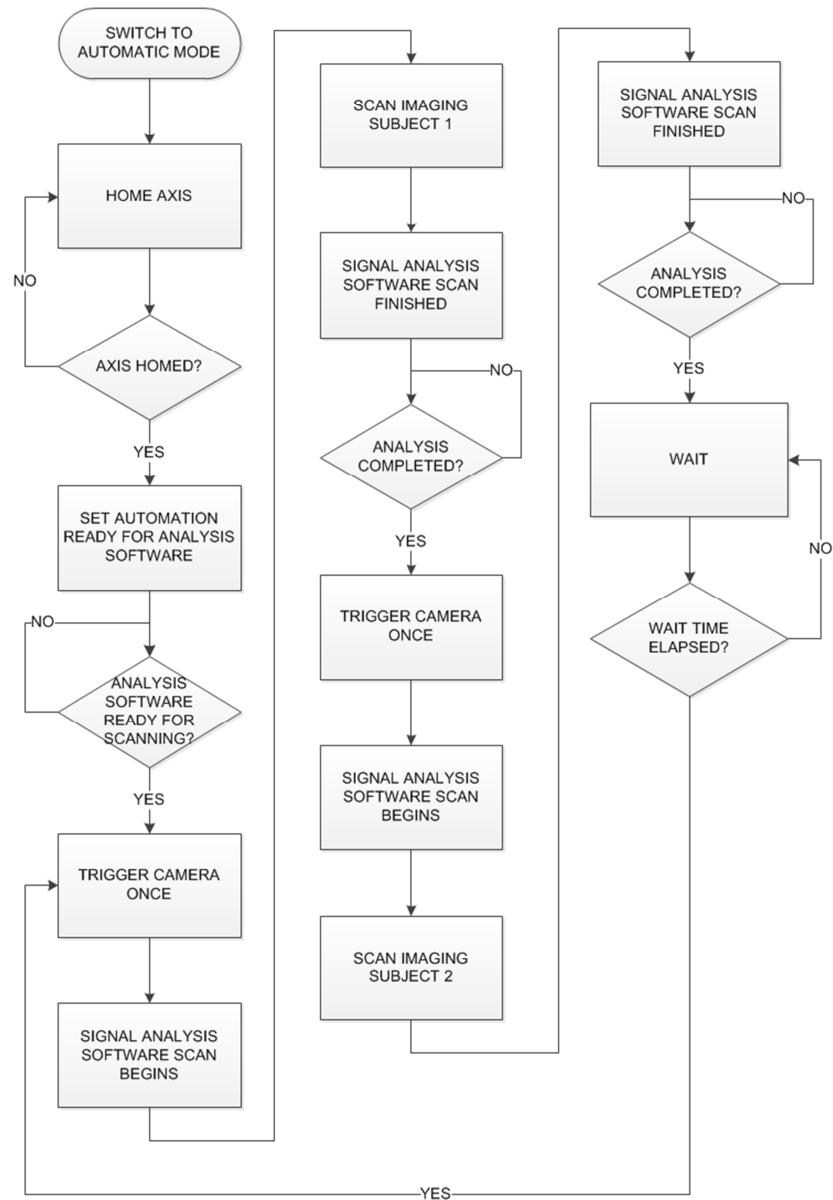 SWITCH TO
AUTOMATIC MODE
HOME AXIS
NO
AXIS HOMED?
YES
SET AUTOMATION
READY FOR ANALYSIS
SOFTWARE
NO
ANALYSIS
SOFTWARE
READY FOR
SCANNING?
YES
TRIGGER CAMERA
ONCE
SIGNAL ANALYSIS
SOFTWARE SCAN
BEGINS
SCAN IMAGING
SUBJECT 1
SIGNAL ANALYSIS
SOFTWARE SCAN
FINISHED
NO
ANALYSIS
COMPLETED?
YES
TRIGGER CAMERA
ONCE
SIGNAL ANALYSIS
SOFTWARE SCAN
BEGINS
SCAN IMAGING
SUBJECT 2
SIGNAL ANALYSIS
SOFTWARE SCAN
FINISHED
NO
ANALYSIS
COMPLETED?
YES
WAIT
NO
WAIT TIME
ELAPSED?
YES